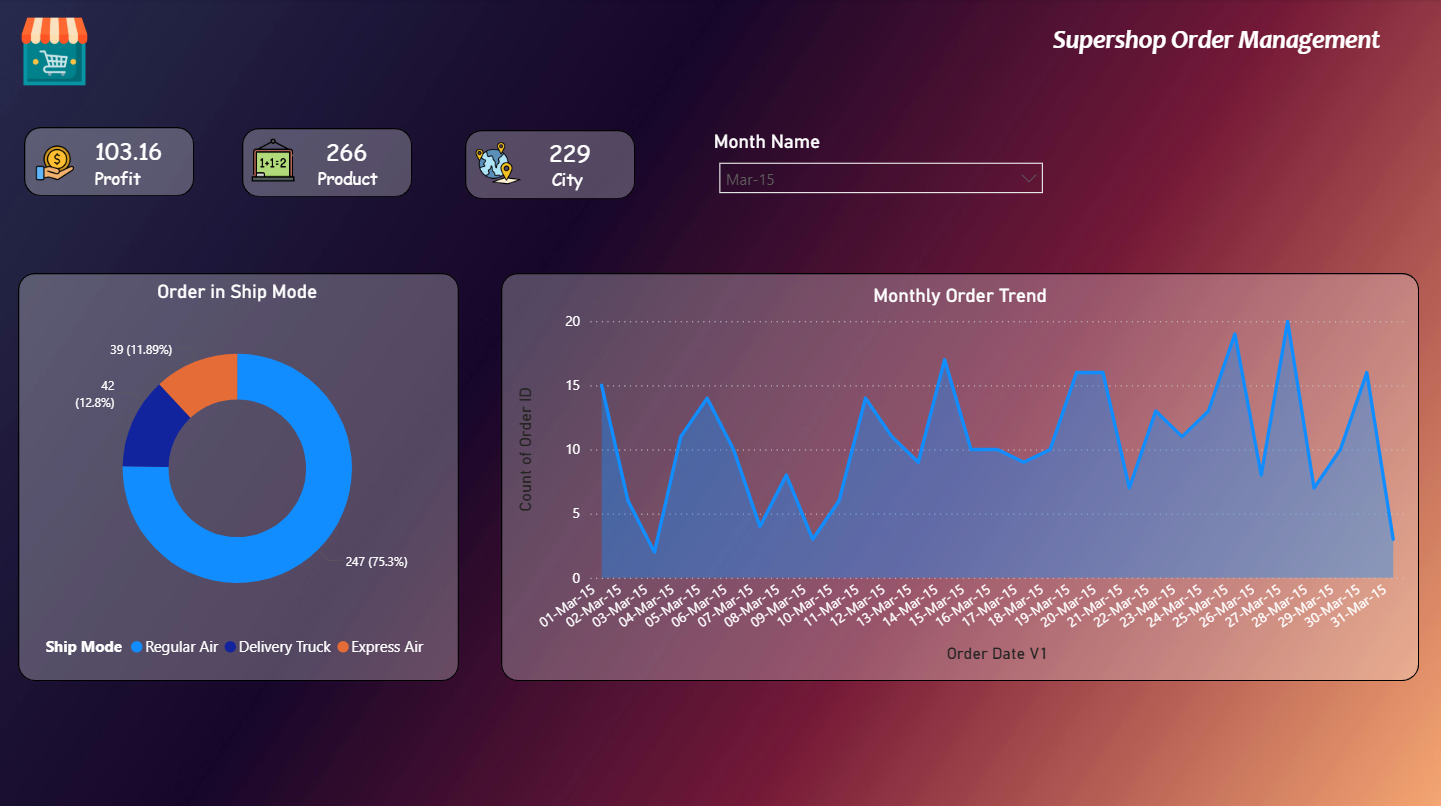 Supershop Order Management
103.16
Profit
1+1=2
266
Product
229
City
Month Name
Mar-15
Order in Ship Mode
39 (11.89%)
42
(12.8%)
247 (75.3%)
Ship Mode Regular Air Delivery Truck Express Air
Monthly Order Trend
Count of Order ID
20
15
10
5
0
01-Mar-15
02-Mar-15
03-Mar-15
04-Mar-15
05-Mar-15
06-Mar-15
07-Mar-15
08-Mar-15
09-Mar-15
10-Mar-15
11-Mar-15
12-Mar-15
13-Mar-15
14-Mar-15
15-Mar-15
16-Mar-15
17-Mar-15
18-Mar-15
19-Mar-15
20-Mar-15
21-Mar-15
22-Mar-15
23-Mar-15
24-Mar-15
25-Mar-15
26-Mar-15
27-Mar-15
28-Mar-15
29-Mar-15
30-Mar-15
31-Mar-15
Order Date V1